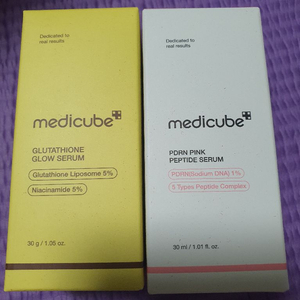 Dedicated to
real results
medicube
GLUTATHIONE
GLOW SERUM
Glutathione Liposome 5%
Niacinamide 5%
30 g / 1.05 oz.
Dedicated to
real results
medicube
PDRN PINK
PEPTIDE SERUM
PDRN(Sodium DNA) 1%
5 Types Peptide Complex
30 ml / 1.01 fl. oz.